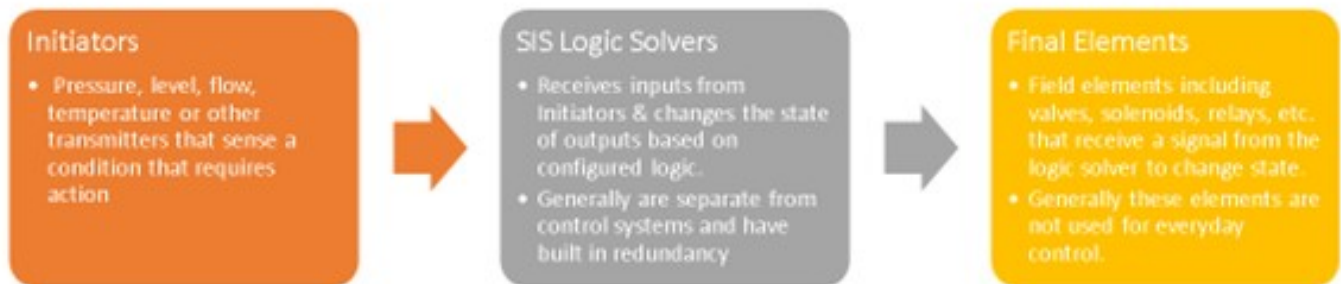 Initiators
• Pressure, level, flow,
temperature or other
transmitters that sense a
condition that requires
action
SIS Logic Solvers
• Receives inputs from
Initiators & changes the state
of outputs based on
configured logic.
• Generally are separate from
control systems and have
built in redundancy
Final Elements
• Field elements including
valves, solenoids, relays, etc.
that receive a signal from the
logic solver to change state.
• Generally these elements are
not used for everyday
control.